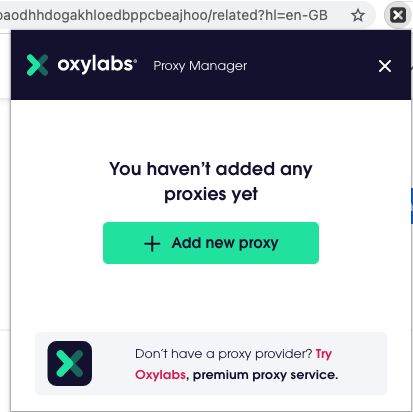 paodhhdogakhloedbppcbeajhoo/related?hl=en-GB
oxylabs® Proxy Manager
You haven't added any
proxies yet
Add new proxy
Don't have a proxy provider? Try
Oxylabs, premium proxy service.